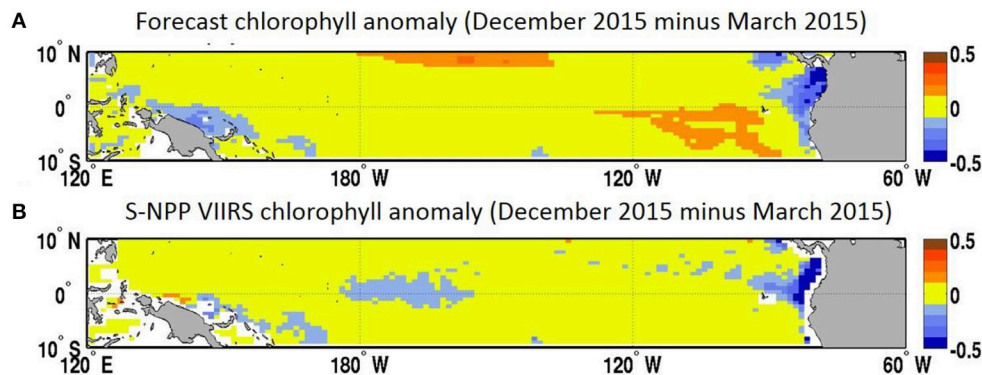 A
Forecast chlorophyll anomaly (December 2015 minus March 2015)
10° N
0°
10° S
120° E
180° W
120° W
60° W
0.5
0
-0.5
B
S-NPP VIIRS chlorophyll anomaly (December 2015 minus March 2015)
10° N
0°
10° S
120° E
180° W
120° W
60° W
0.5
0
-0.5